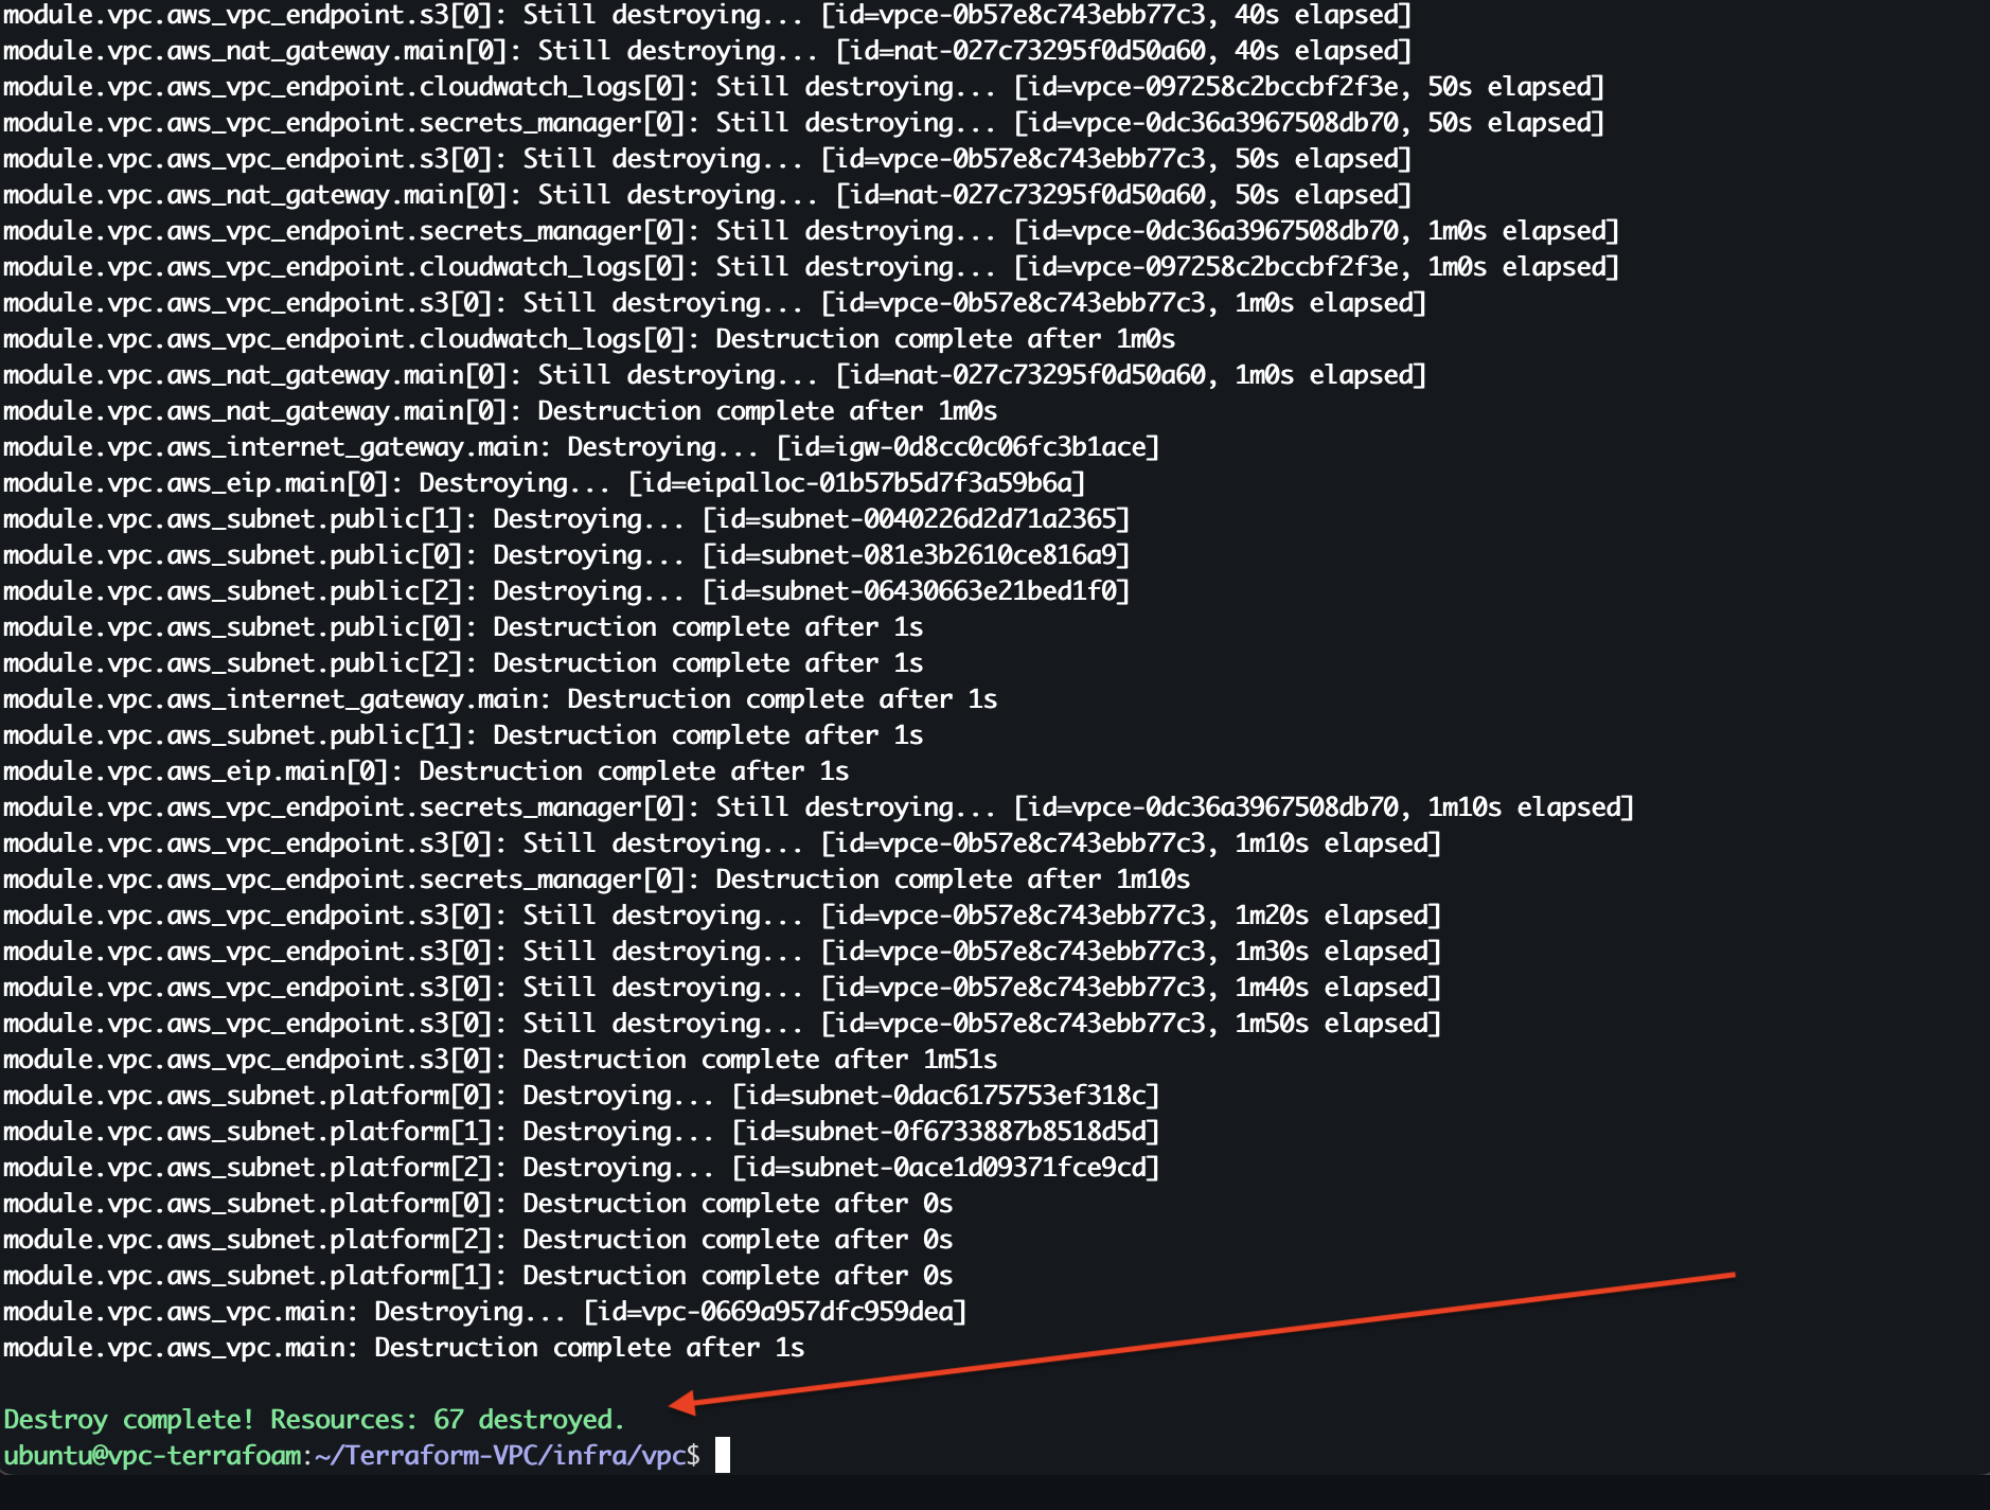 module.vpc.aws_vpc_endpoint.s3[0]: Still destroying... [id=vpce-0b57e8c743ebb77c3, 40s elapsed]
module.vpc.aws_nat_gateway.main[0]: Still destroying... [id=nat-027c73295f0d50a60, 40s elapsed]
module.vpc.aws_vpc_endpoint.cloudwatch_logs[0]: Still destroying... [id=vpce-097258c2bccbf2f3e, 50s elapsed]
module.vpc.aws_vpc_endpoint.secrets_manager[0]: Still destroying... [id=vpce-0dc36a3967508db70, 50s elapsed]
module.vpc.aws_vpc_endpoint.s3[0]: Still destroying... [id=vpce-0b57e8c743ebb77c3, 50s elapsed]
module.vpc.aws_nat_gateway.main[0]: Still destroying... [id=nat-027c73295f0d50a60, 50s elapsed]
module.vpc.aws_vpc_endpoint.secrets_manager[0]: Still destroying... [id=vpce-0dc36a3967508db70, 1m0s elapsed]
module.vpc.aws_vpc_endpoint.cloudwatch_logs[0]: Still destroying... [id=vpce-097258c2bccbf2f3e, 1m0s elapsed]
module.vpc.aws_vpc_endpoint.s3[0]: Still destroying... [id=vpce-0b57e8c743ebb77c3, 1m0s elapsed]
module.vpc.aws_vpc_endpoint.cloudwatch_logs[0]: Destruction complete after 1m0s
module.vpc.aws_nat_gateway.main[0]: Still destroying... [id=nat-027c73295f0d50a60, 1m0s elapsed]
module.vpc.aws_nat_gateway.main[0]: Destruction complete after 1m0s
module.vpc.aws_internet_gateway.main: Destroying... [id=igw-0d8cc0c06fc3b1ace]
module.vpc.aws_eip.main[0]: Destroying... [id=eipalloc-01b57b5d7f3a59b6a]
module.vpc.aws_subnet.public[1]: Destroying... [id=subnet-0040226d2d71a2365]
module.vpc.aws_subnet.public[0]: Destroying... [id=subnet-081e3b2610ce816a9]
module.vpc.aws_subnet.public[2]: Destroying... [id=subnet-06430663e21bed1f0]
module.vpc.aws_subnet.public[0]: Destruction complete after 1s
module.vpc.aws_subnet.public[2]: Destruction complete after 1s
module.vpc.aws_internet_gateway.main: Destruction complete after 1s
module.vpc.aws_subnet.public[1]: Destruction complete after 1s
module.vpc.aws_eip.main[0]: Destruction complete after 1s
module.vpc.aws_vpc_endpoint.secrets_manager[0]: Still destroying... [id=vpce-0dc36a3967508db70, 1m10s elapsed]
module.vpc.aws_vpc_endpoint.s3[0]: Still destroying... [id=vpce-0b57e8c743ebb77c3, 1m10s elapsed]
module.vpc.aws_vpc_endpoint.secrets_manager[0]: Destruction complete after 1m10s
module.vpc.aws_vpc_endpoint.s3[0]: Still destroying... [id=vpce-0b57e8c743ebb77c3, 1m20s elapsed]
module.vpc.aws_vpc_endpoint.s3[0]: Still destroying... [id=vpce-0b57e8c743ebb77c3, 1m30s elapsed]
module.vpc.aws_vpc_endpoint.s3[0]: Still destroying... [id=vpce-0b57e8c743ebb77c3, 1m40s elapsed]
module.vpc.aws_vpc_endpoint.s3[0]: Still destroying... [id=vpce-0b57e8c743ebb77c3, 1m50s elapsed]
module.vpc.aws_vpc_endpoint.s3[0]: Destruction complete after 1m51s
module.vpc.aws_subnet.platform[0]: Destroying... [id=subnet-0dac6175753ef318c]
module.vpc.aws_subnet.platform[1]: Destroying... [id=subnet-0f6733887b8518d5d]
module.vpc.aws_subnet.platform[2]: Destroying... [id=subnet-0ace1d09371fce9cd]
module.vpc.aws_subnet.platform[0]: Destruction complete after 0s
module.vpc.aws_subnet.platform[2]: Destruction complete after 0s
module.vpc.aws_subnet.platform[1]: Destruction complete after 0s
module.vpc.aws_vpc.main: Destroying... [id=vpc-0669a957dfc959dea]
module.vpc.aws_vpc.main: Destruction complete after 1s
Destroy complete! Resources: 67 destroyed.
ubuntu@vpc-terrafoam:~/Terraform-VPC/infra/vpc$